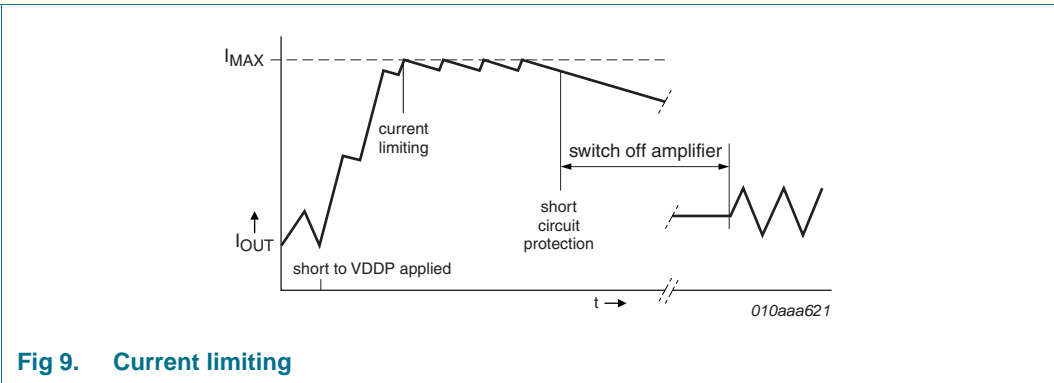 IMAX
current
limiting
switch off amplifier
short
circuit
protection
IOUT
short to VDDP applied
t
010aaa621
Fig 9. Current limiting